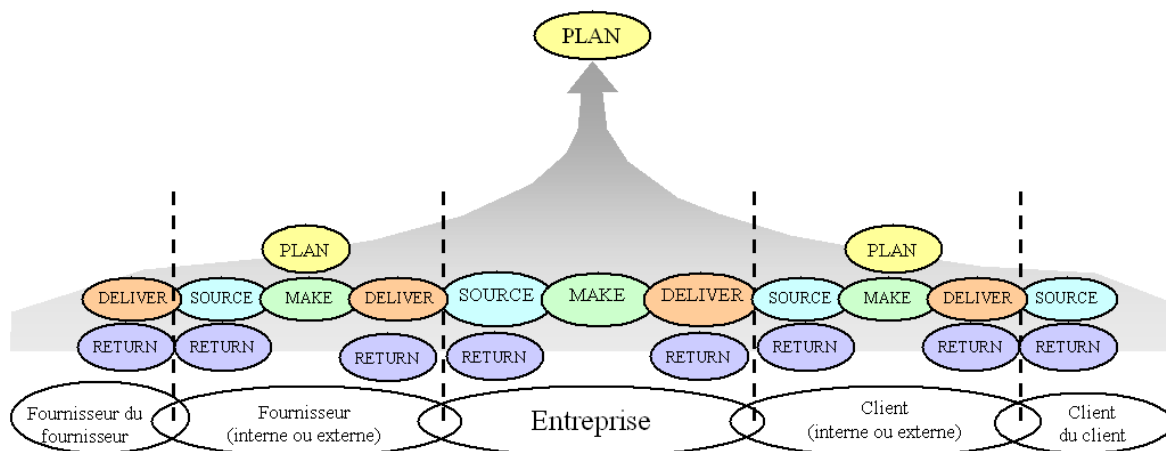 PLAN
PLAN PLAN
DELIVER SOURCE MAKE DELIVER SOURCE MAKE DELIVER SOURCE MAKE DELIVER SOURCE
RETURN RETURN RETURN RETURN RETURN RETURN RETURN RETURN
Fournisseur du
fournisseur
Fournisseur
(interne ou externe)
Entreprise
Client
(interne ou externe)
Client
du client